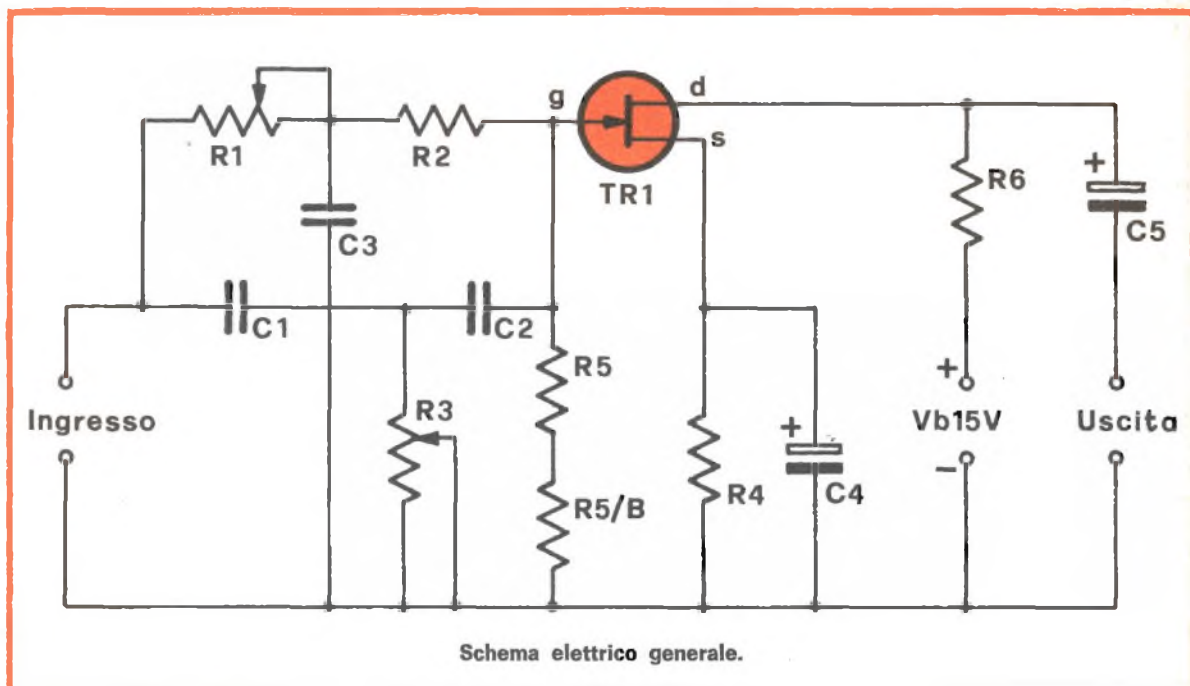 g
d
s
R1
R2
TR1
R6
+
C5
C3
C1
C2
R5
Ingresso
R3
+
Vb15V
Uscita
R5/B
R4
+
C4
-
Schema elettrico generale.